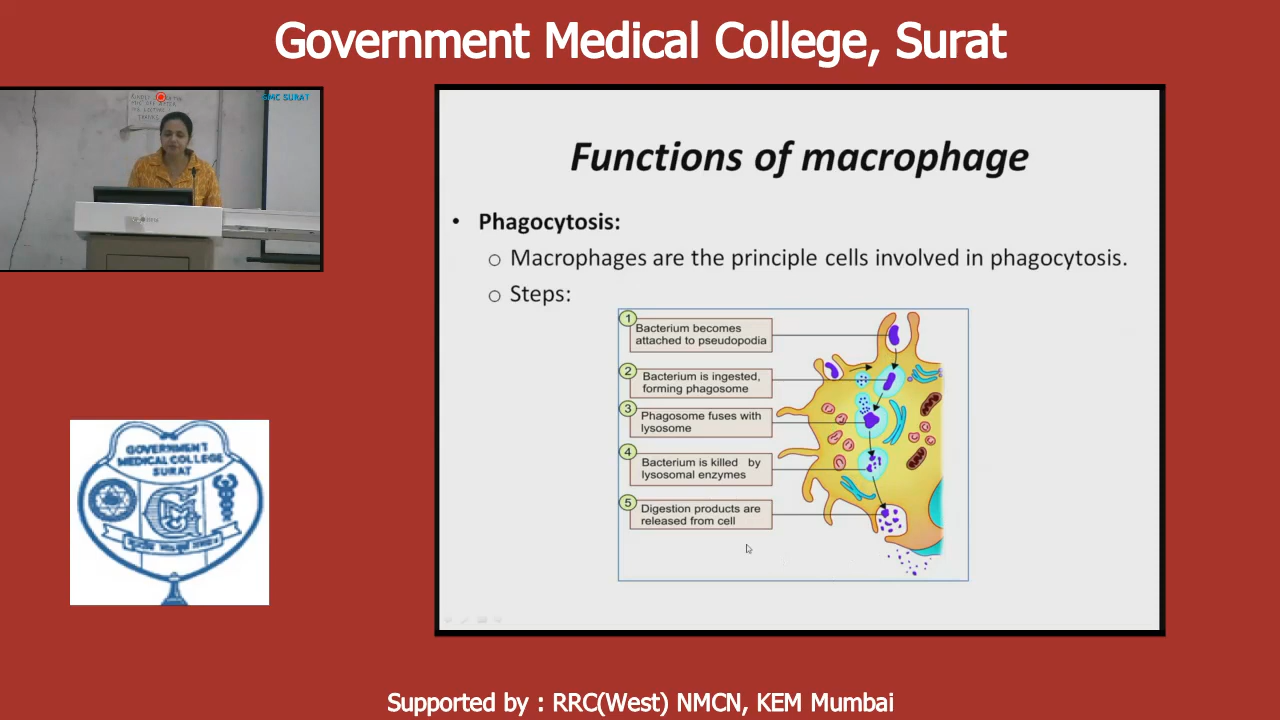 Government Medical College, Surat
GMC SURAT
Functions of macrophage
• Phagocytosis:
o Macrophages are the principle cells involved in phagocytosis.
o Steps:
1 Bacterium becomes
attached to pseudopodia
2 Bacterium is ingested,
forming phagosome
3 Phagosome fuses with
lysosome
4 Bacterium is killed by
lysosomal enzymes
5 Digestion products are
released from cell
GOVERNMENT
MEDICAL COLLEGE
SURAT
Supported by : RRC(West) NMCN, KEM Mumbai